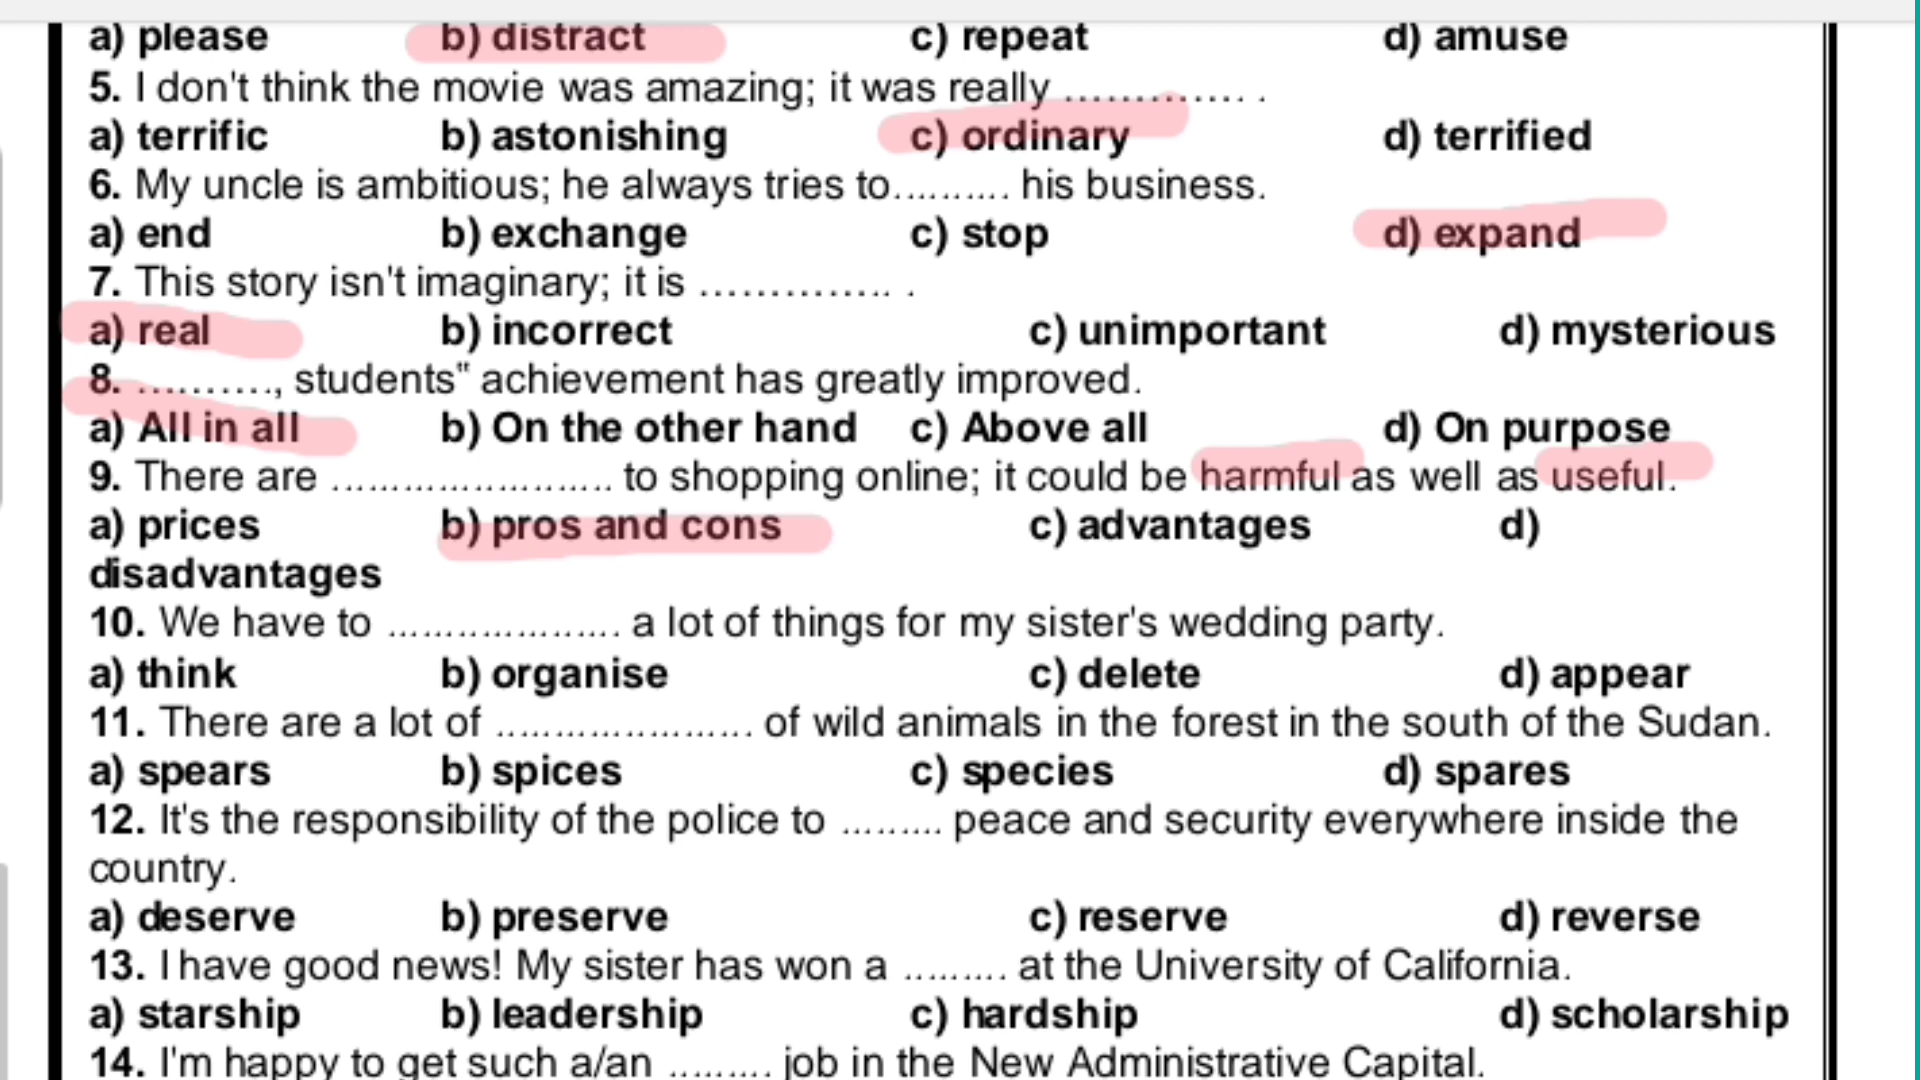 a) please b) distract c) repeat d) amuse
5. I don't think the movie was amazing; it was really ............. .
a) terrific b) astonishing c) ordinary d) terrified
6. My uncle is ambitious; he always tries to.......... his business.
a) end b) exchange c) stop d) expand
7. This story isn't imaginary; it is .............. .
a) real b) incorrect c) unimportant d) mysterious
8. .........., students" achievement has greatly improved.
a) All in all b) On the other hand c) Above all d) On purpose
9. There are ........................ to shopping online; it could be harmful as well as useful.
a) prices b) pros and cons c) advantages d)
disadvantages
10. We have to .................... a lot of things for my sister's wedding party.
a) think b) organise c) delete d) appear
11. There are a lot of ...................... of wild animals in the forest in the south of the Sudan.
a) spears b) spices c) species d) spares
12. It's the responsibility of the police to ......... peace and security everywhere inside the
country.
a) deserve b) preserve c) reserve d) reverse
13. I have good news! My sister has won a ......... at the University of California.
a) starship b) leadership c) hardship d) scholarship
14. I'm happy to get such a/an ......... job in the New Administrative Capital.